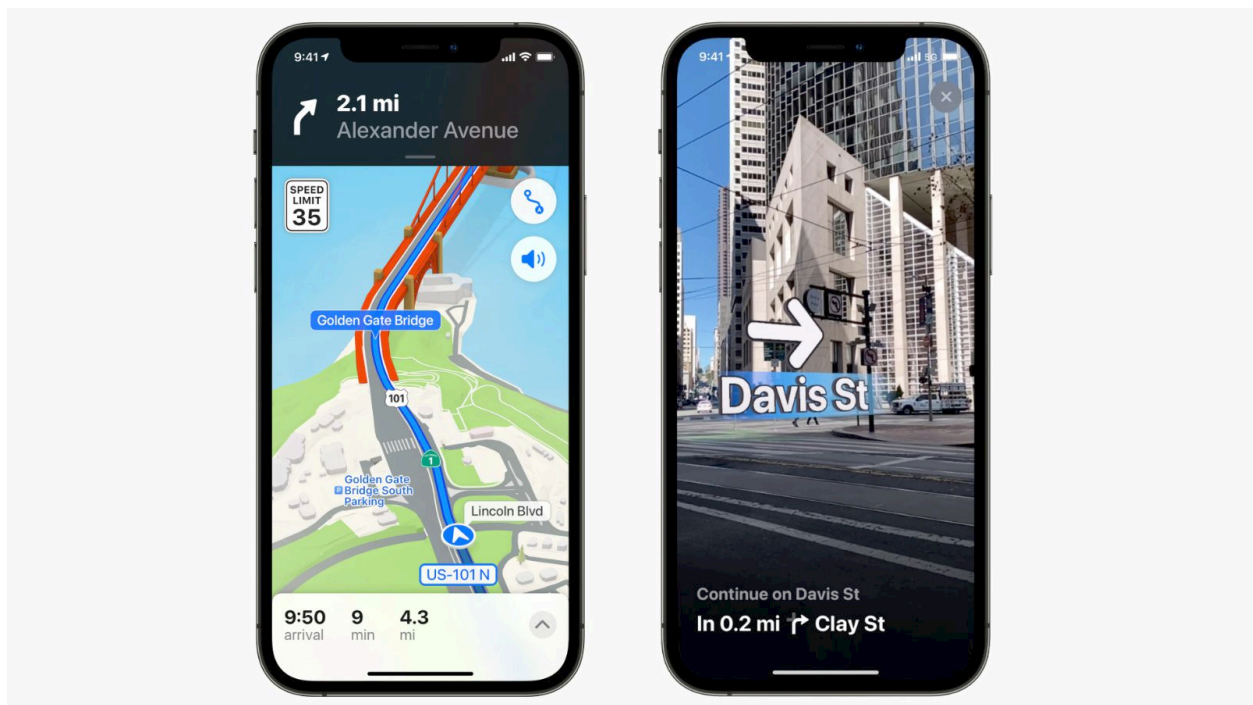 9:41
2.1 mi
Alexander Avenue
SPEED
LIMIT
35
Golden Gate Bridge
101
1
Golden Gate
P Bridge South
Parking
Lincoln Blvd
US-101 N
9:50 9 4.3
arrival min mi
9:41 5G
Davis St
Continue on Davis St
In 0.2 mi Clay St